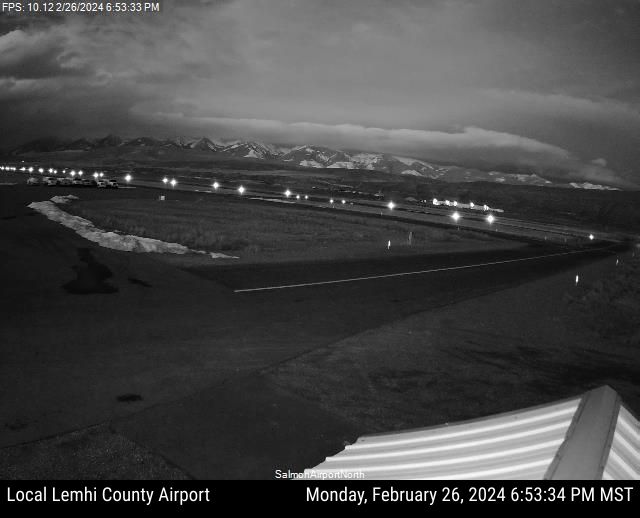 FPS: 10.12 2/26/2024 6:53:33 PM
SalmonAirportNorth
Local Lemhi County Airport Monday, February 26, 2024 6:53:34 PM MST